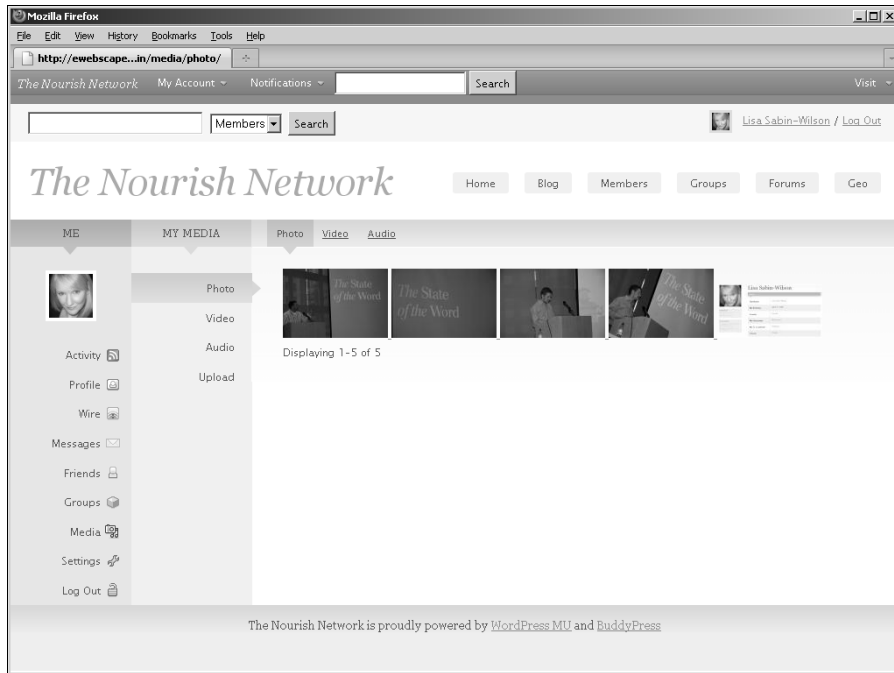 Mozilla Firefox
File Edit View History Bookmarks Tools Help
http://ewebscape...in/media/photo/
The Nourish Network My Account Notifications Search Visit
Members Search Lisa Sabin-Wilson / Log Out
The Nourish Network Home Blog Members Groups Forums Geo
ME MY MEDIA Photo Video Audio
The State
of the Word
The State
of the Word
The State
of the Word
Lisa Sabin Wilson
Photo
Video
Audio
Upload
Displaying 1-5 of 5
Activity
Profile
Wire
Messages
Friends
Groups
Media
Settings
Log Out
The Nourish Network is proudly powered by WordPress MU and BuddyPress